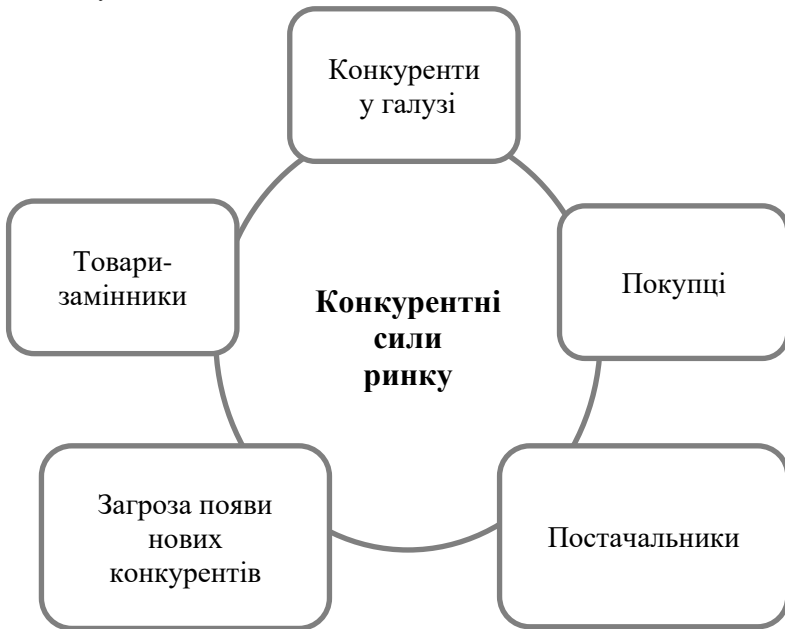 Конкуренти
у галузі
Товари-
замінники
Покупці
Конкурентні
сили
ринку
Загроза появи
нових
конкурентів
Постачальники